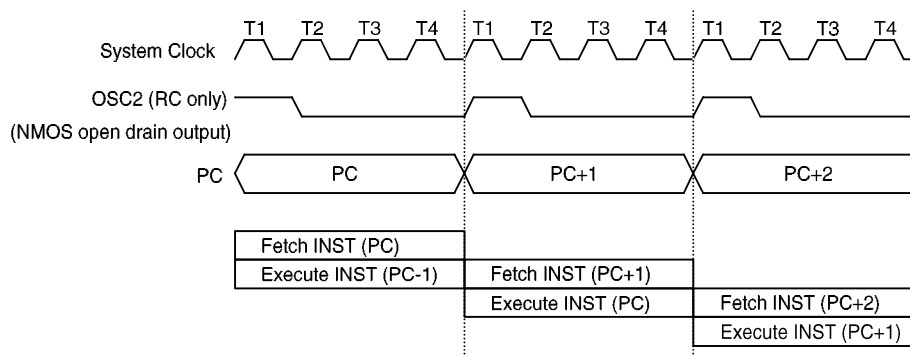 T1 T2 T3 T4 T1 T2 T3 T4 T1 T2 T3 T4
System Clock
OSC2 (RC only)
(NMOS open drain output)
PC PC PC+1 PC+2
Fetch INST (PC)
Execute INST (PC-1) Fetch INST (PC+1)
Execute INST (PC) Fetch INST (PC+2)
Execute INST (PC+1)